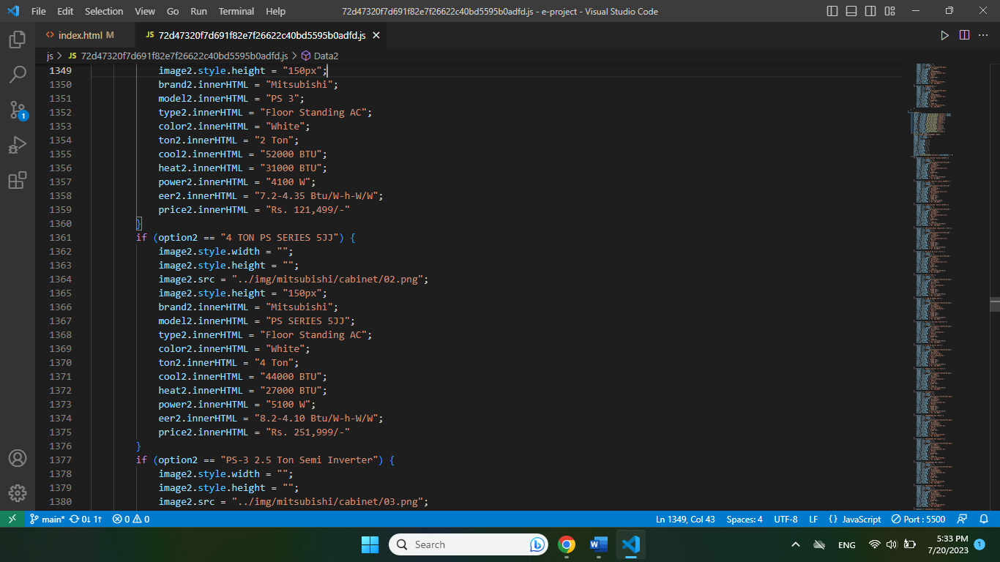 File Edit Selection View Go Run Terminal Help 72d47320f7d691f82e7f26622c40bd5595b0adfd.js - e-project - Visual Studio Code
index.html M JS 72d47320f7d691f82e7f26622c40bd5595b0adfd.js
js > JS 72d47320f7d691f82e7f26622c40bd5595b0adfd.js > Data2
1349 image2.style.height = "150px";
1350 brand2.innerHTML = "Mitsubishi";
1351 model2.innerHTML = "PS 3";
1352 type2.innerHTML = "Floor Standing AC";
1353 color2.innerHTML = "White";
1354 ton2.innerHTML = "2 Ton";
1355 cool2.innerHTML = "52000 BTU";
1356 heat2.innerHTML = "31000 BTU";
1357 power2.innerHTML = "4100 W";
1358 eer2.innerHTML = "7.2-4.35 Btu/W-h-W/W";
1359 price2.innerHTML = "Rs. 121,499/-"
1360 }
1361 if (option2 == "4 TON PS SERIES 5JJ") {
1362 image2.style.width = "";
1363 image2.style.height = "";
1364 image2.src = "../img/mitsubishi/cabinet/02.png";
1365 image2.style.height = "150px";
1366 brand2.innerHTML = "Mitsubishi";
1367 model2.innerHTML = "PS SERIES 5JJ";
1368 type2.innerHTML = "Floor Standing AC";
1369 color2.innerHTML = "White";
1370 ton2.innerHTML = "4 Ton";
1371 cool2.innerHTML = "44000 BTU";
1372 heat2.innerHTML = "27000 BTU";
1373 power2.innerHTML = "5100 W";
1374 eer2.innerHTML = "8.2-4.10 Btu/W-h-W/W";
1375 price2.innerHTML = "Rs. 251,999/-"
1376 }
1377 if (option2 == "PS-3 2.5 Ton Semi Inverter") {
1378 image2.style.width = "";
1379 image2.style.height = "";
1380 image2.src = "../img/mitsubishi/cabinet/03.png";
1
main* 0↓ 1↑ 0 0 Ln 1349, Col 43 Spaces: 4 UTF-8 LF {} JavaScript Port : 5500
Search ENG 5:33 PM
7/20/2023 1